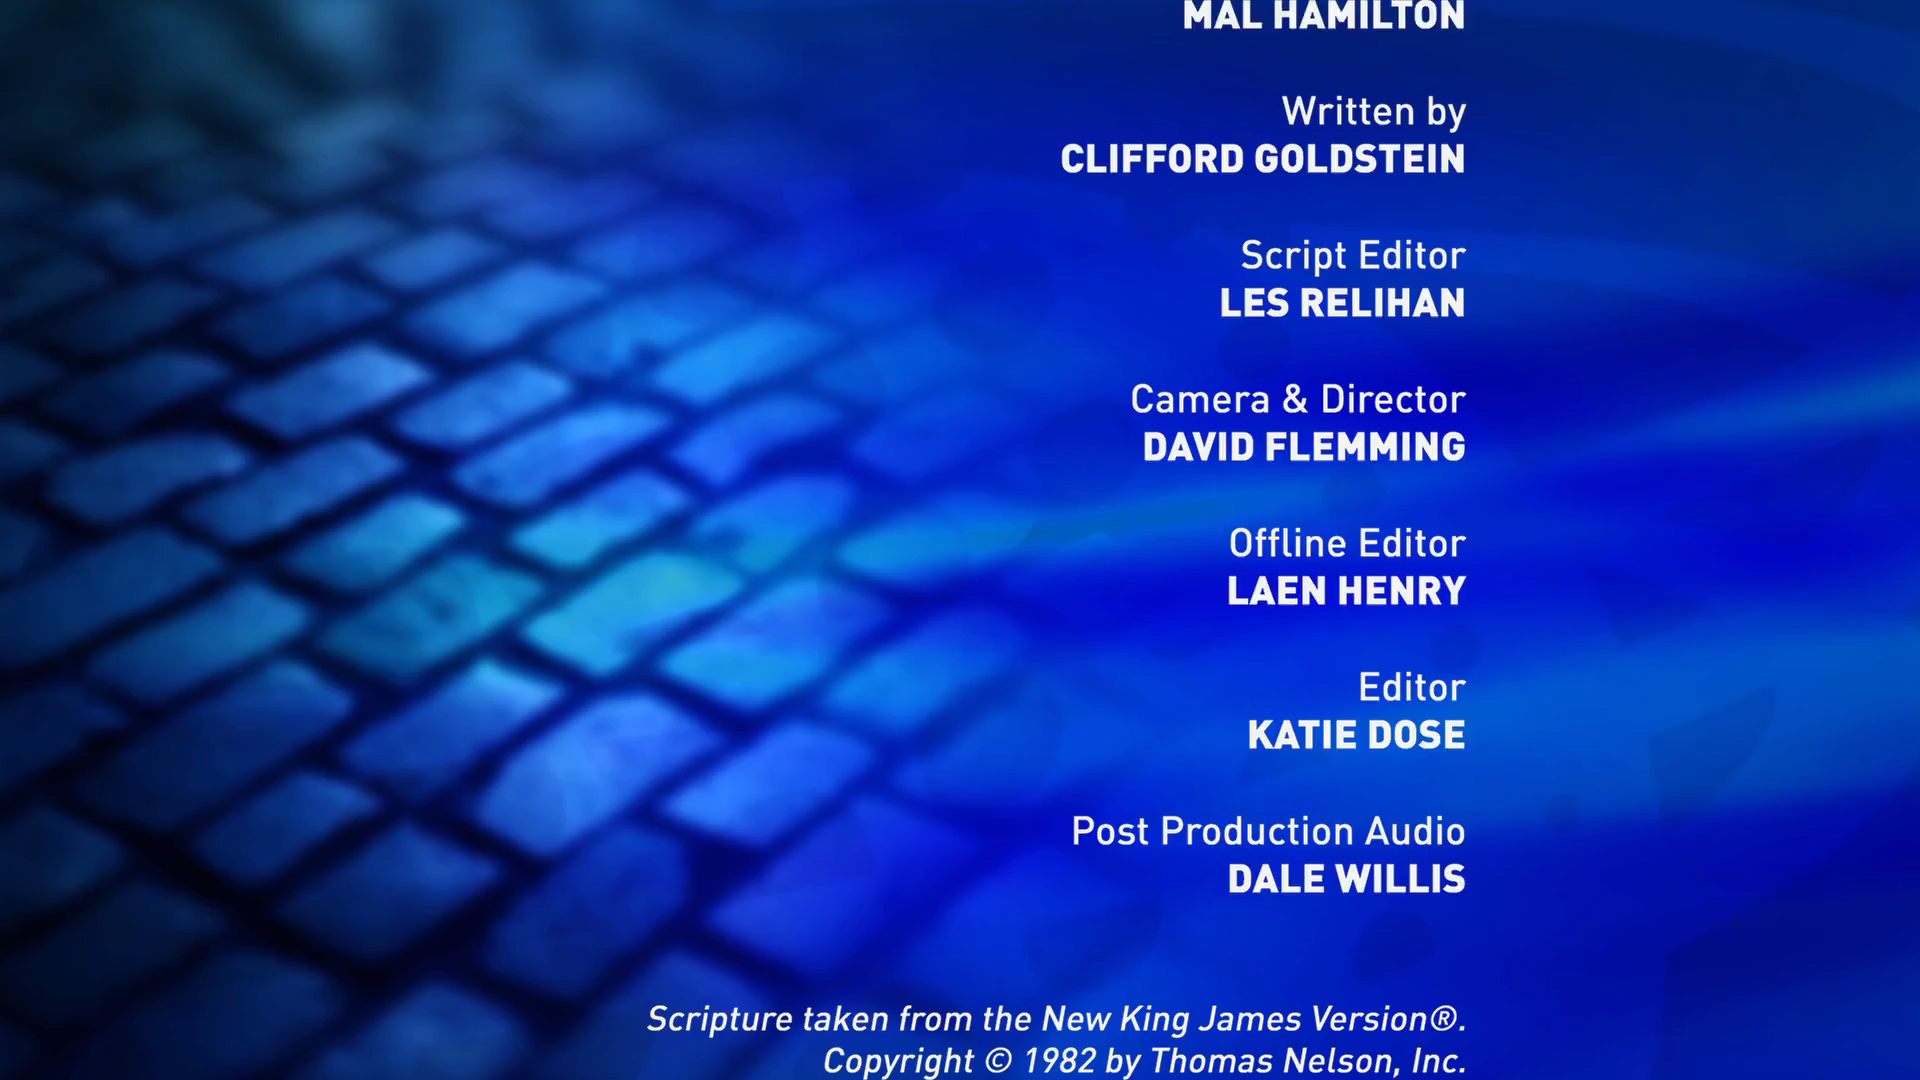 MAL HAMILTON
Written by
CLIFFORD GOLDSTEIN
Script Editor
LES RELIHAN
Camera & Director
DAVID FLEMMING
Offline Editor
LAEN HENRY
Editor
KATIE DOSE
Post Production Audio
DALE WILLIS
Scripture taken from the New King James Version®.
Copyright © 1982 by Thomas Nelson, Inc.